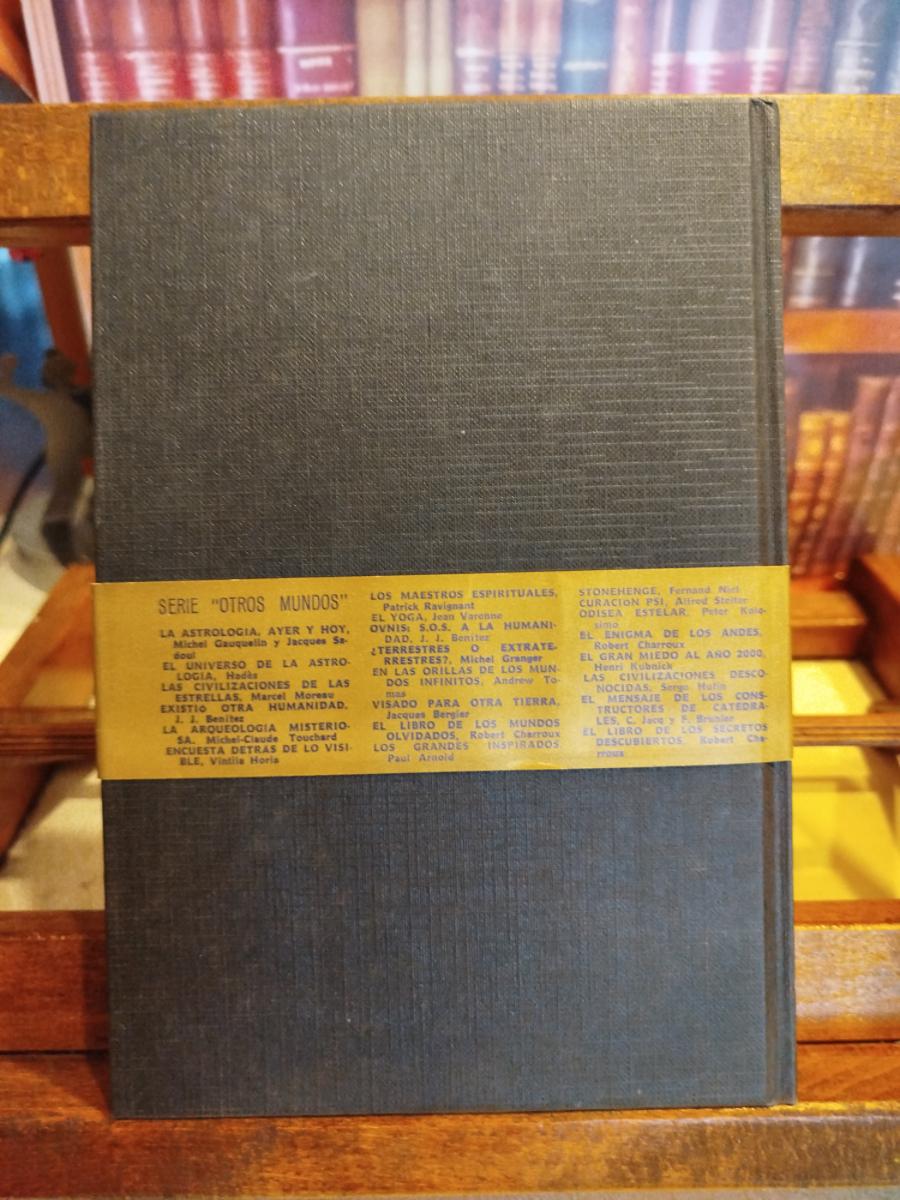 SERIE "OTROS MUNDOS"
LA ASTROLOGIA, AYER Y HOY,
Michel Gauquelin y Jacques Sa-
doul
EL UNIVERSO DE LA ASTRO-
LOGIA, Hadès
LAS CIVILIZACIONES DE LAS
ESTRELLAS, Marcel Moreau
EXISTIO OTRA HUMANIDAD,
J. J. Benítez
LA ARQUEOLOGIA MISTERIO-
SA, Michel-Claude Touchard
ENCUESTA DETRAS DE LO VISI-
BLE, Vintila Horia
LOS MAESTROS ESPIRITUALES,
Patrick Ravignant
EL YOGA, Jean Varenne
OVNIS: S.O.S. A LA HUMANI-
DAD, J. J. Benítez
¿TERRESTRES O EXTRATE-
RRESTRES?, Michel Granger
EN LAS ORILLAS DE LOS MUN-
DOS INFINITOS, Andrew To-
mas
VISADO PARA OTRA TIERRA,
Jacques Bergier
EL LIBRO DE LOS MUNDOS
OLVIDADOS, Robert Charroux
LOS GRANDES INSPIRADOS
Paul Arnold
STONEHENGE, Fernand Niel
CURACION PSI, Alfred Stelter
ODISEA ESTELAR, Peter Kolo-
simo
EL ENIGMA DE LOS ANDES,
Robert Charroux
EL GRAN MIEDO AL AÑO 2000,
Henri Kubnick
LAS CIVILIZACIONES DESCO-
NOCIDAS, Serge Hutin
EL MENSAJE DE LOS CONS-
TRUCTORES DE CATEDRA-
LES, C. Jacq y F. Brunier
EL LIBRO DE LOS SECRETOS
DESCUBIERTOS, Robert Cha-
rroux